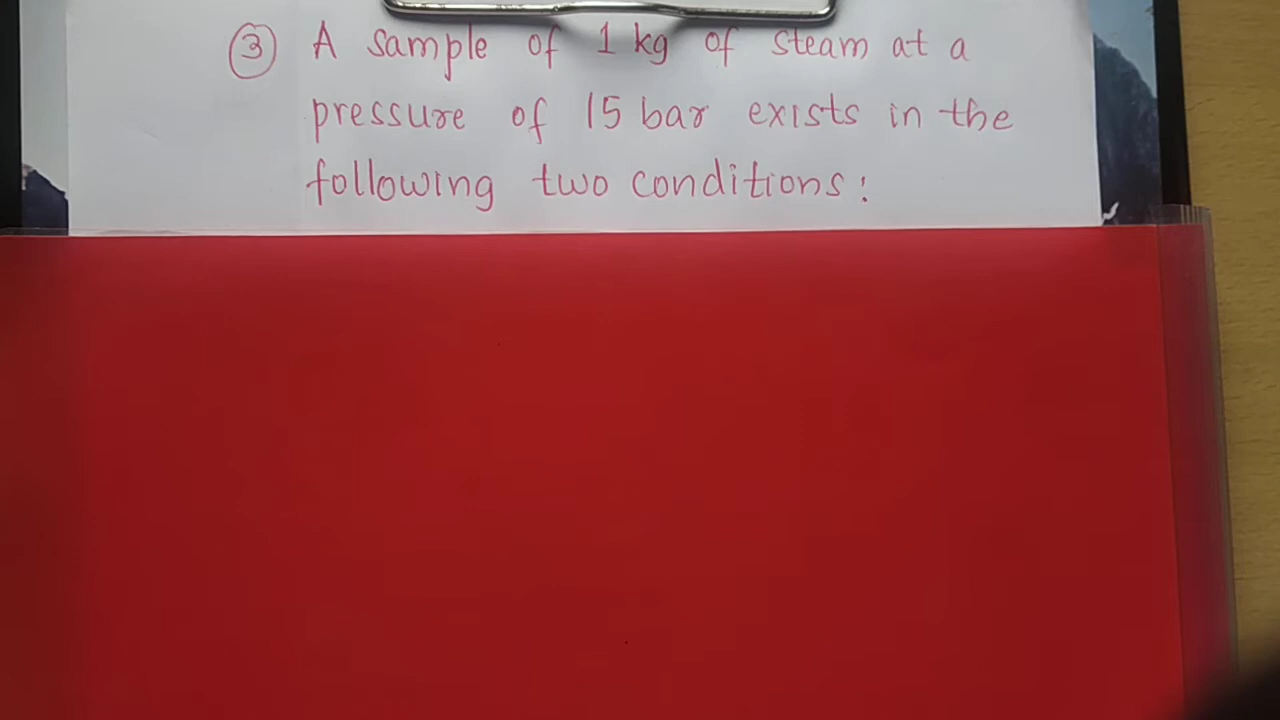 ③ A sample of 1 kg of steam at a
pressure of 15 bar exists in the
following two conditions: